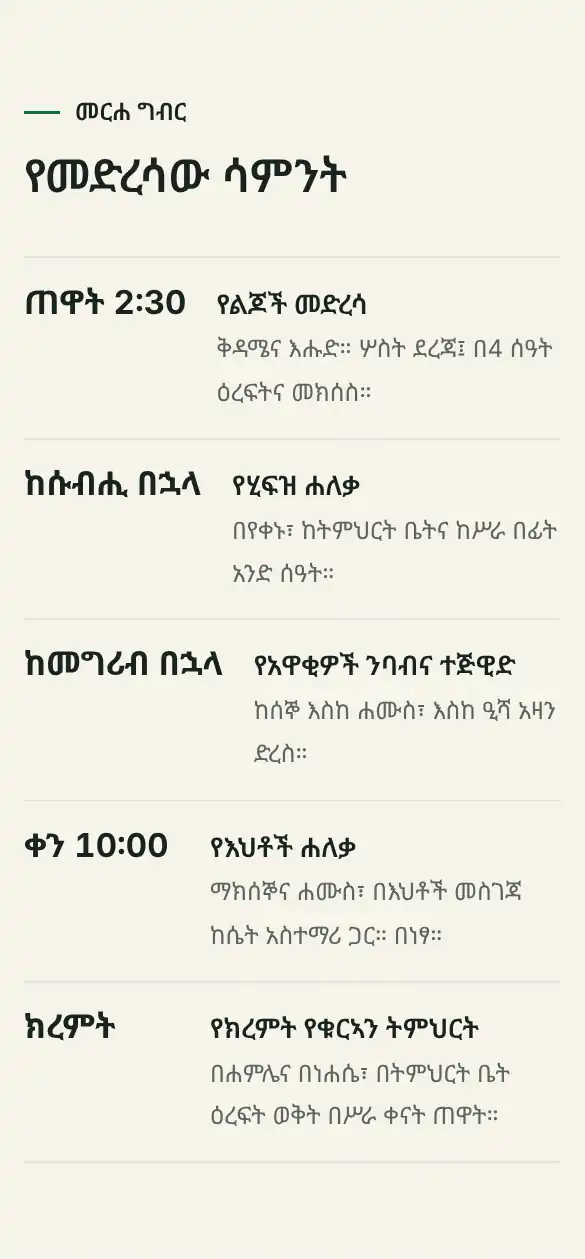 መርሐ ግብር
የመድረሳው ሳምንት
ጠዋት 2:30
የልጆች መድረሳ
ቅዳሜና እሑድ። ሦስት ደረጃ፤ በ4 ሰዓት
ዕረፍትና መክሰስ።
ከሱብሒ በኋላ
የሂፍዝ ሐለቃ
በየቀኑ፣ ከትምህርት ቤትና ከሥራ በፊት
አንድ ሰዓት።
ከመግሪብ በኋላ
የአዋቂዎች ንባብና ተጅዊድ
ከሰኞ እስከ ሐሙስ፣ እስከ ዒሻ አዛን
ድረስ።
ቀን 10:00
የእህቶች ሐለቃ
ማክሰኞና ሐሙስ፣ በእህቶች መስገጃ
ከሴት አስተማሪ ጋር። በነፃ።
ክረምት
የክረምት የቁርኣን ትምህርት
በሐምሌና በነሐሴ፣ በትምህርት ቤት
ዕረፍት ወቅት በሥራ ቀናት ጠዋት።